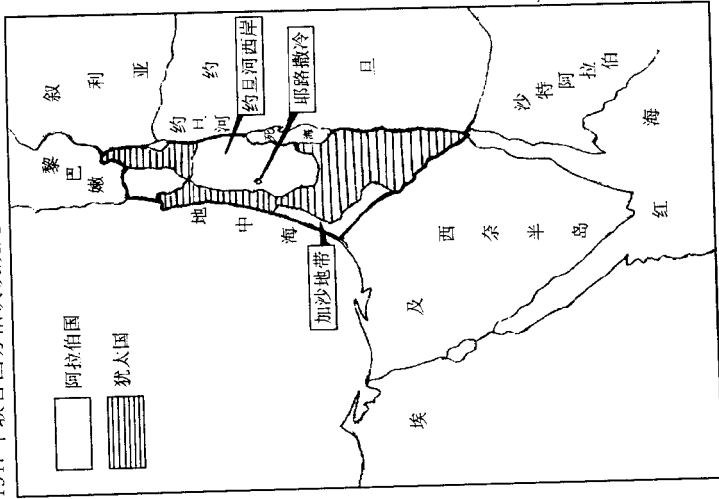 叙利亚
黎巴嫩
约旦
约旦河
约旦河西岸
耶路撒冷
死海
地中海
加沙地带
沙特阿拉伯
西奈半岛
红海
埃及
阿拉伯国
犹太国